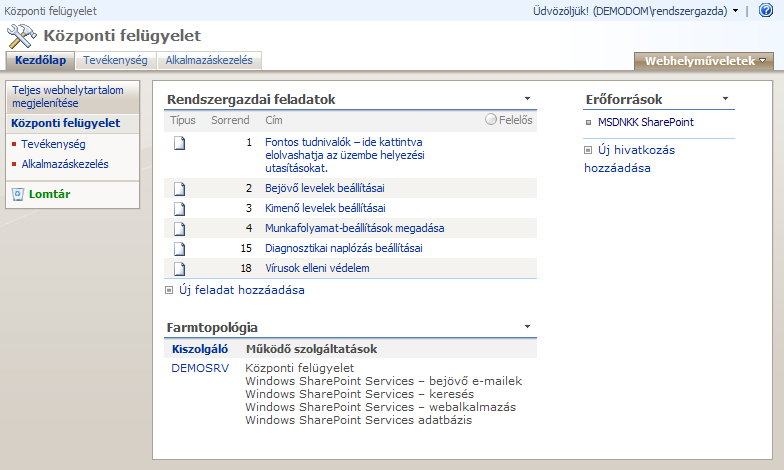 Központi felügyelet
Üdvözöljük! (DEMODOM\rendszergazda)
Központi felügyelet
Kezdőlap
Tevékenység
Alkalmazáskezelés
Webhelyműveletek
Teljes webhelytartalom
megjelenítése
Központi felügyelet
Tevékenység
Alkalmazáskezelés
Lomtár
Rendszergazdai feladatok
Típus Sorrend Cím Felelős
1 Fontos tudnivalók – ide kattintva
elolvashatja az üzembe helyezési
utasításokat.
2 Bejövő levelek beállításai
3 Kimenő levelek beállításai
4 Munkafolyamat-beállítások megadása
15 Diagnosztikai naplózás beállításai
18 Vírusok elleni védelem
Új feladat hozzáadása
Farmtopológia
Kiszolgáló Működő szolgáltatások
DEMOSRV Központi felügyelet
Windows SharePoint Services – bejövő e-mailek
Windows SharePoint Services – keresés
Windows SharePoint Services – webalkalmazás
Windows SharePoint Services adatbázis
Erőforrások
MSDNKK SharePoint
Új hivatkozás
hozzáadása